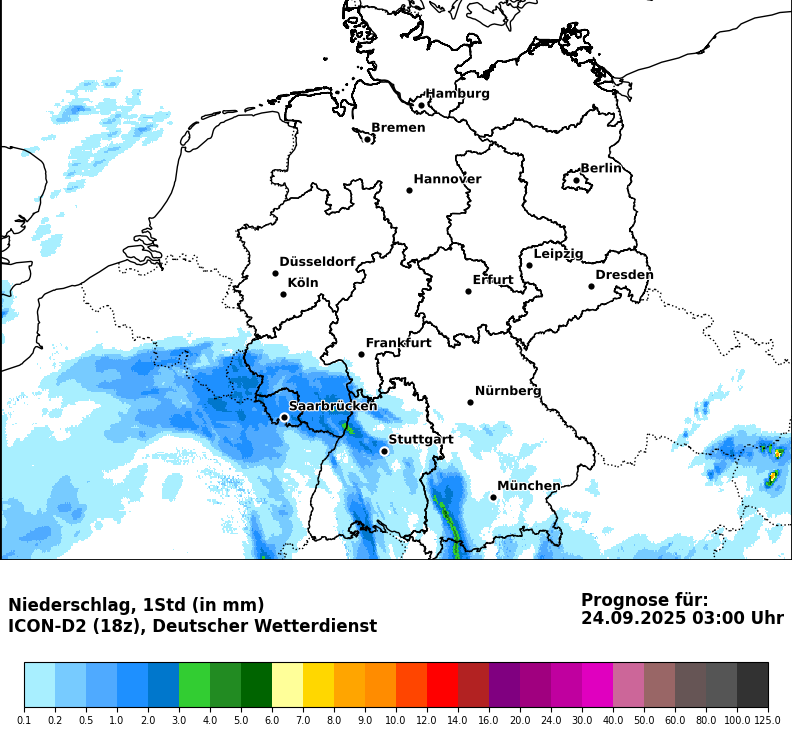 Hamburg
Bremen
Berlin
Hannover
Leipzig
Düsseldorf
Dresden
Köln
Erfurt
Frankfurt
Nürnberg
Saarbrücken
Stuttgart
München
Niederschlag, 1Std (in mm)
ICON-D2 (18z), Deutscher Wetterdienst
Prognose für:
24.09.2025 03:00 Uhr
0.1 0.2 0.5 1.0 2.0 3.0 4.0 5.0 6.0 7.0 8.0 9.0 10.0 12.0 14.0 16.0 20.0 24.0 30.0 40.0 50.0 60.0 80.0 100.0 125.0